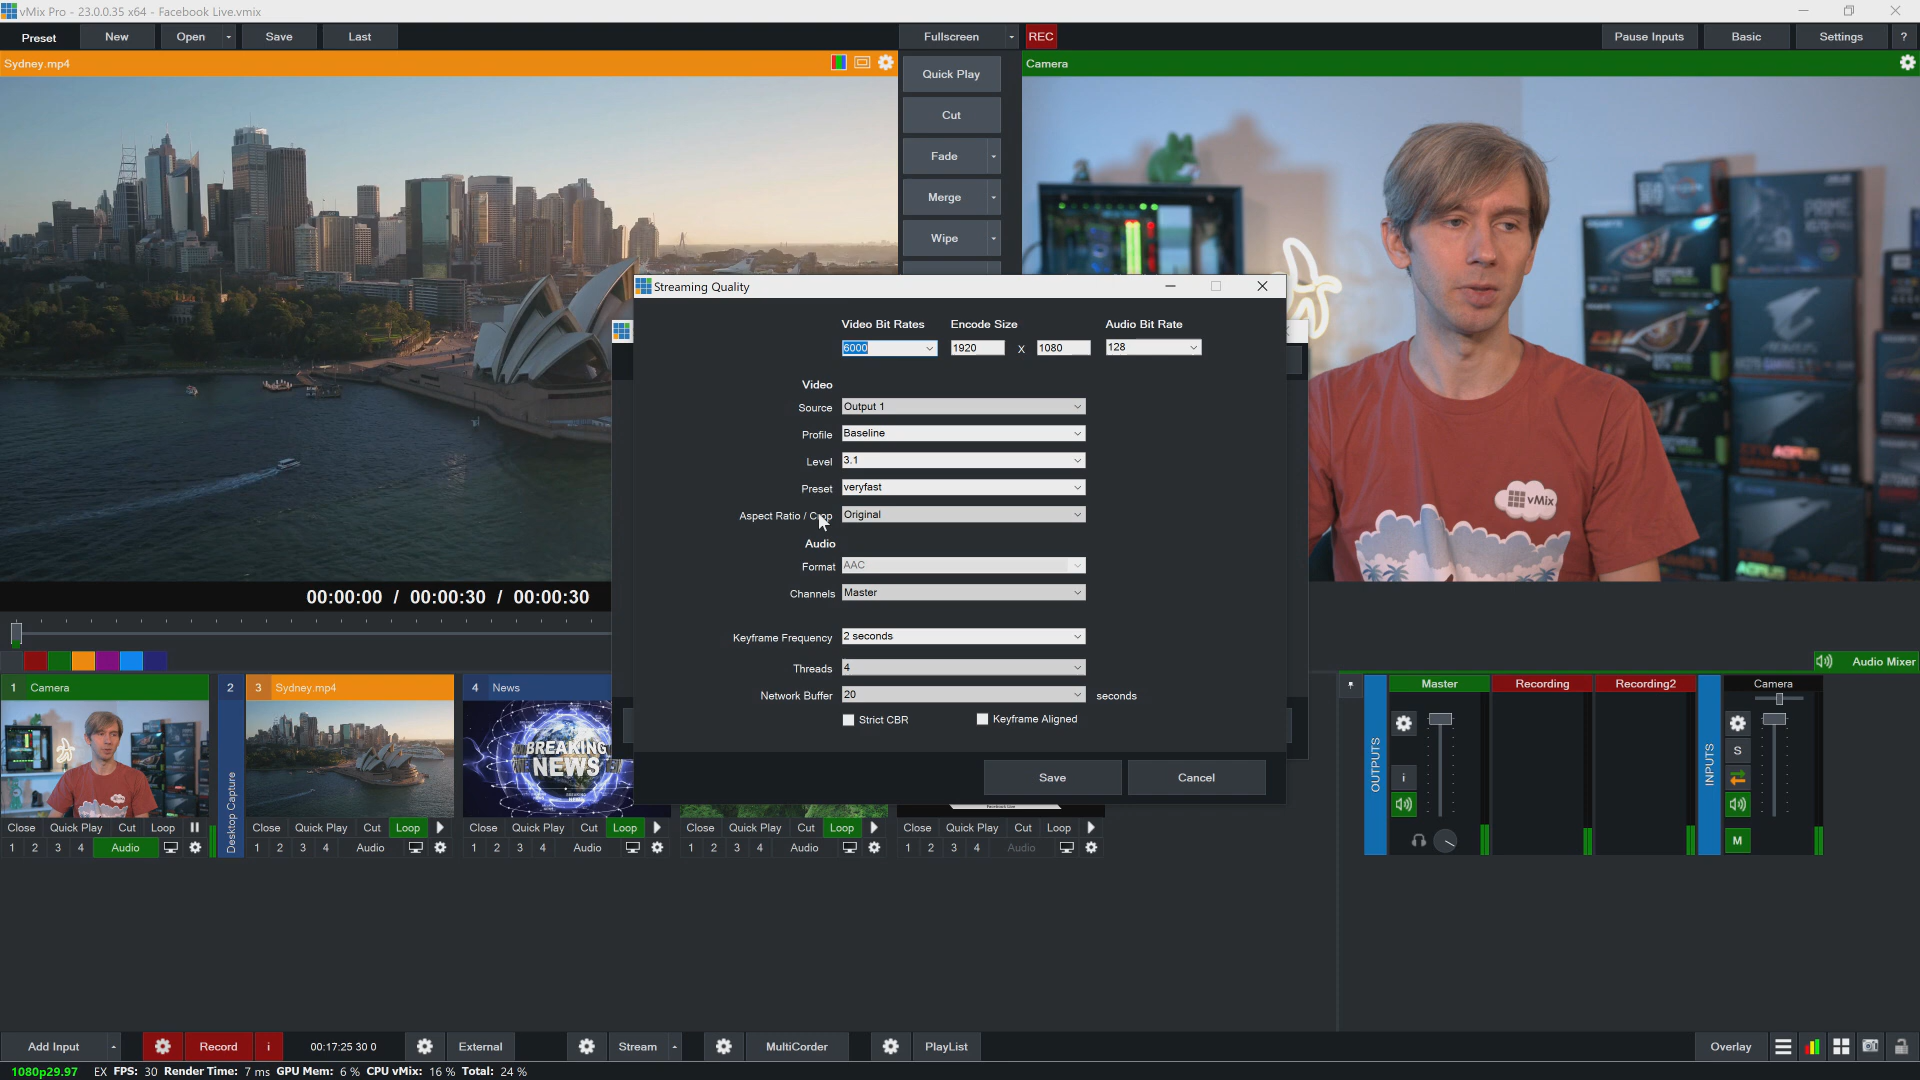 vMix Pro - 23.0.0.35 x64 - Facebook Live.vmix
Preset New Open Save Last Fullscreen REC Pause Inputs Basic Settings ?
Sydney.mp4
Quick Play
Cut
Fade
Merge
Wipe
Camera
Streaming Quality
Video Bit Rates Encode Size Audio Bit Rate
6000 1920 X 1080 128
Video
Source Output 1
Profile Baseline
Level 3.1
Preset veryfast
Aspect Ratio / Crop Original
Audio
Format AAC
Channels Master
Keyframe Frequency 2 seconds
Threads 4
Network Buffer 20 seconds
Strict CBR Keyframe Aligned
Save Cancel
vMix
AORUS
00:00:00 / 00:00:30 / 00:00:30
Audio Mixer
1 Camera
2
Desktop Capture
3 Sydney.mp4
4 News
BREAKING
NEWS
Facebook Live
Close Quick Play Cut Loop Close Quick Play Cut Loop Close Quick Play Cut Loop Close Quick Play Cut Loop Close Quick Play Cut Loop
1 2 3 4 Audio 1 2 3 4 Audio 1 2 3 4 Audio 1 2 3 4 Audio 1 2 3 4 Audio
OUTPUTS
Master Recording Recording2
i
INPUTS
Camera
S
M
Add Input Record i 00:17:25 30 0 External Stream MultiCorder PlayList Overlay
1080p29.97 EX FPS: 30 Render Time: 7 ms GPU Mem: 6 % CPU vMix: 16 % Total: 24 %